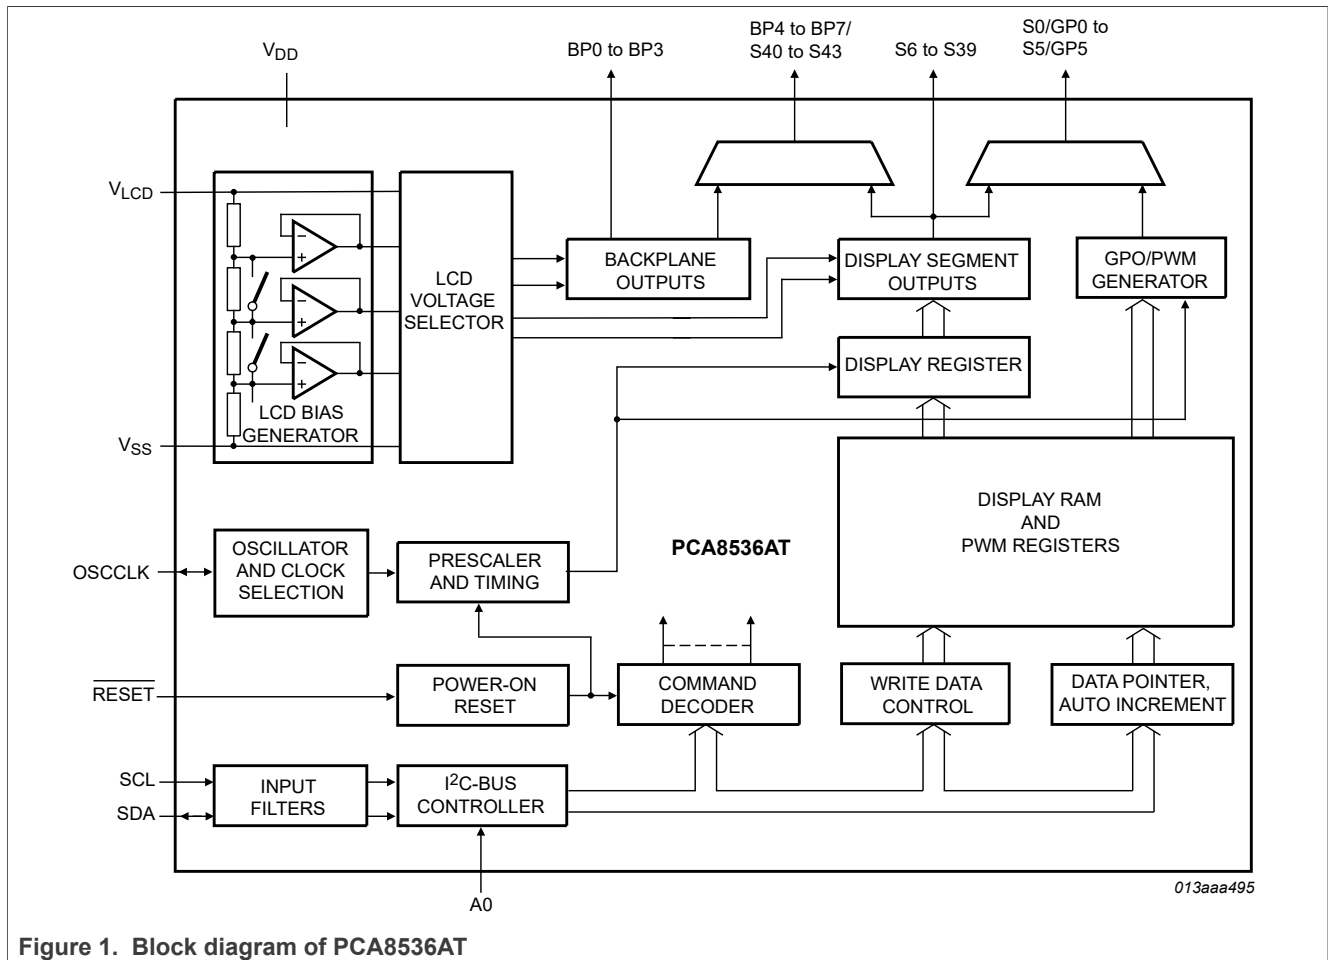 BP4 to BP7/
S40 to S43
S0/GP0 to
S5/GP5
VDD
BP0 to BP3
S6 to S39
VLCD
LCD
VOLTAGE
SELECTOR
BACKPLANE
OUTPUTS
DISPLAY SEGMENT
OUTPUTS
GPO/PWM
GENERATOR
−
+
−
+
−
+
DISPLAY REGISTER
LCD BIAS
GENERATOR
VSS
DISPLAY RAM
AND
PWM REGISTERS
OSCCLK
OSCILLATOR
AND CLOCK
SELECTION
PRESCALER
AND TIMING
PCA8536AT
RESET
POWER-ON
RESET
COMMAND
DECODER
WRITE DATA
CONTROL
DATA POINTER,
AUTO INCREMENT
SCL
SDA
INPUT
FILTERS
I2C-BUS
CONTROLLER
A0
013aaa495
Figure 1. Block diagram of PCA8536AT